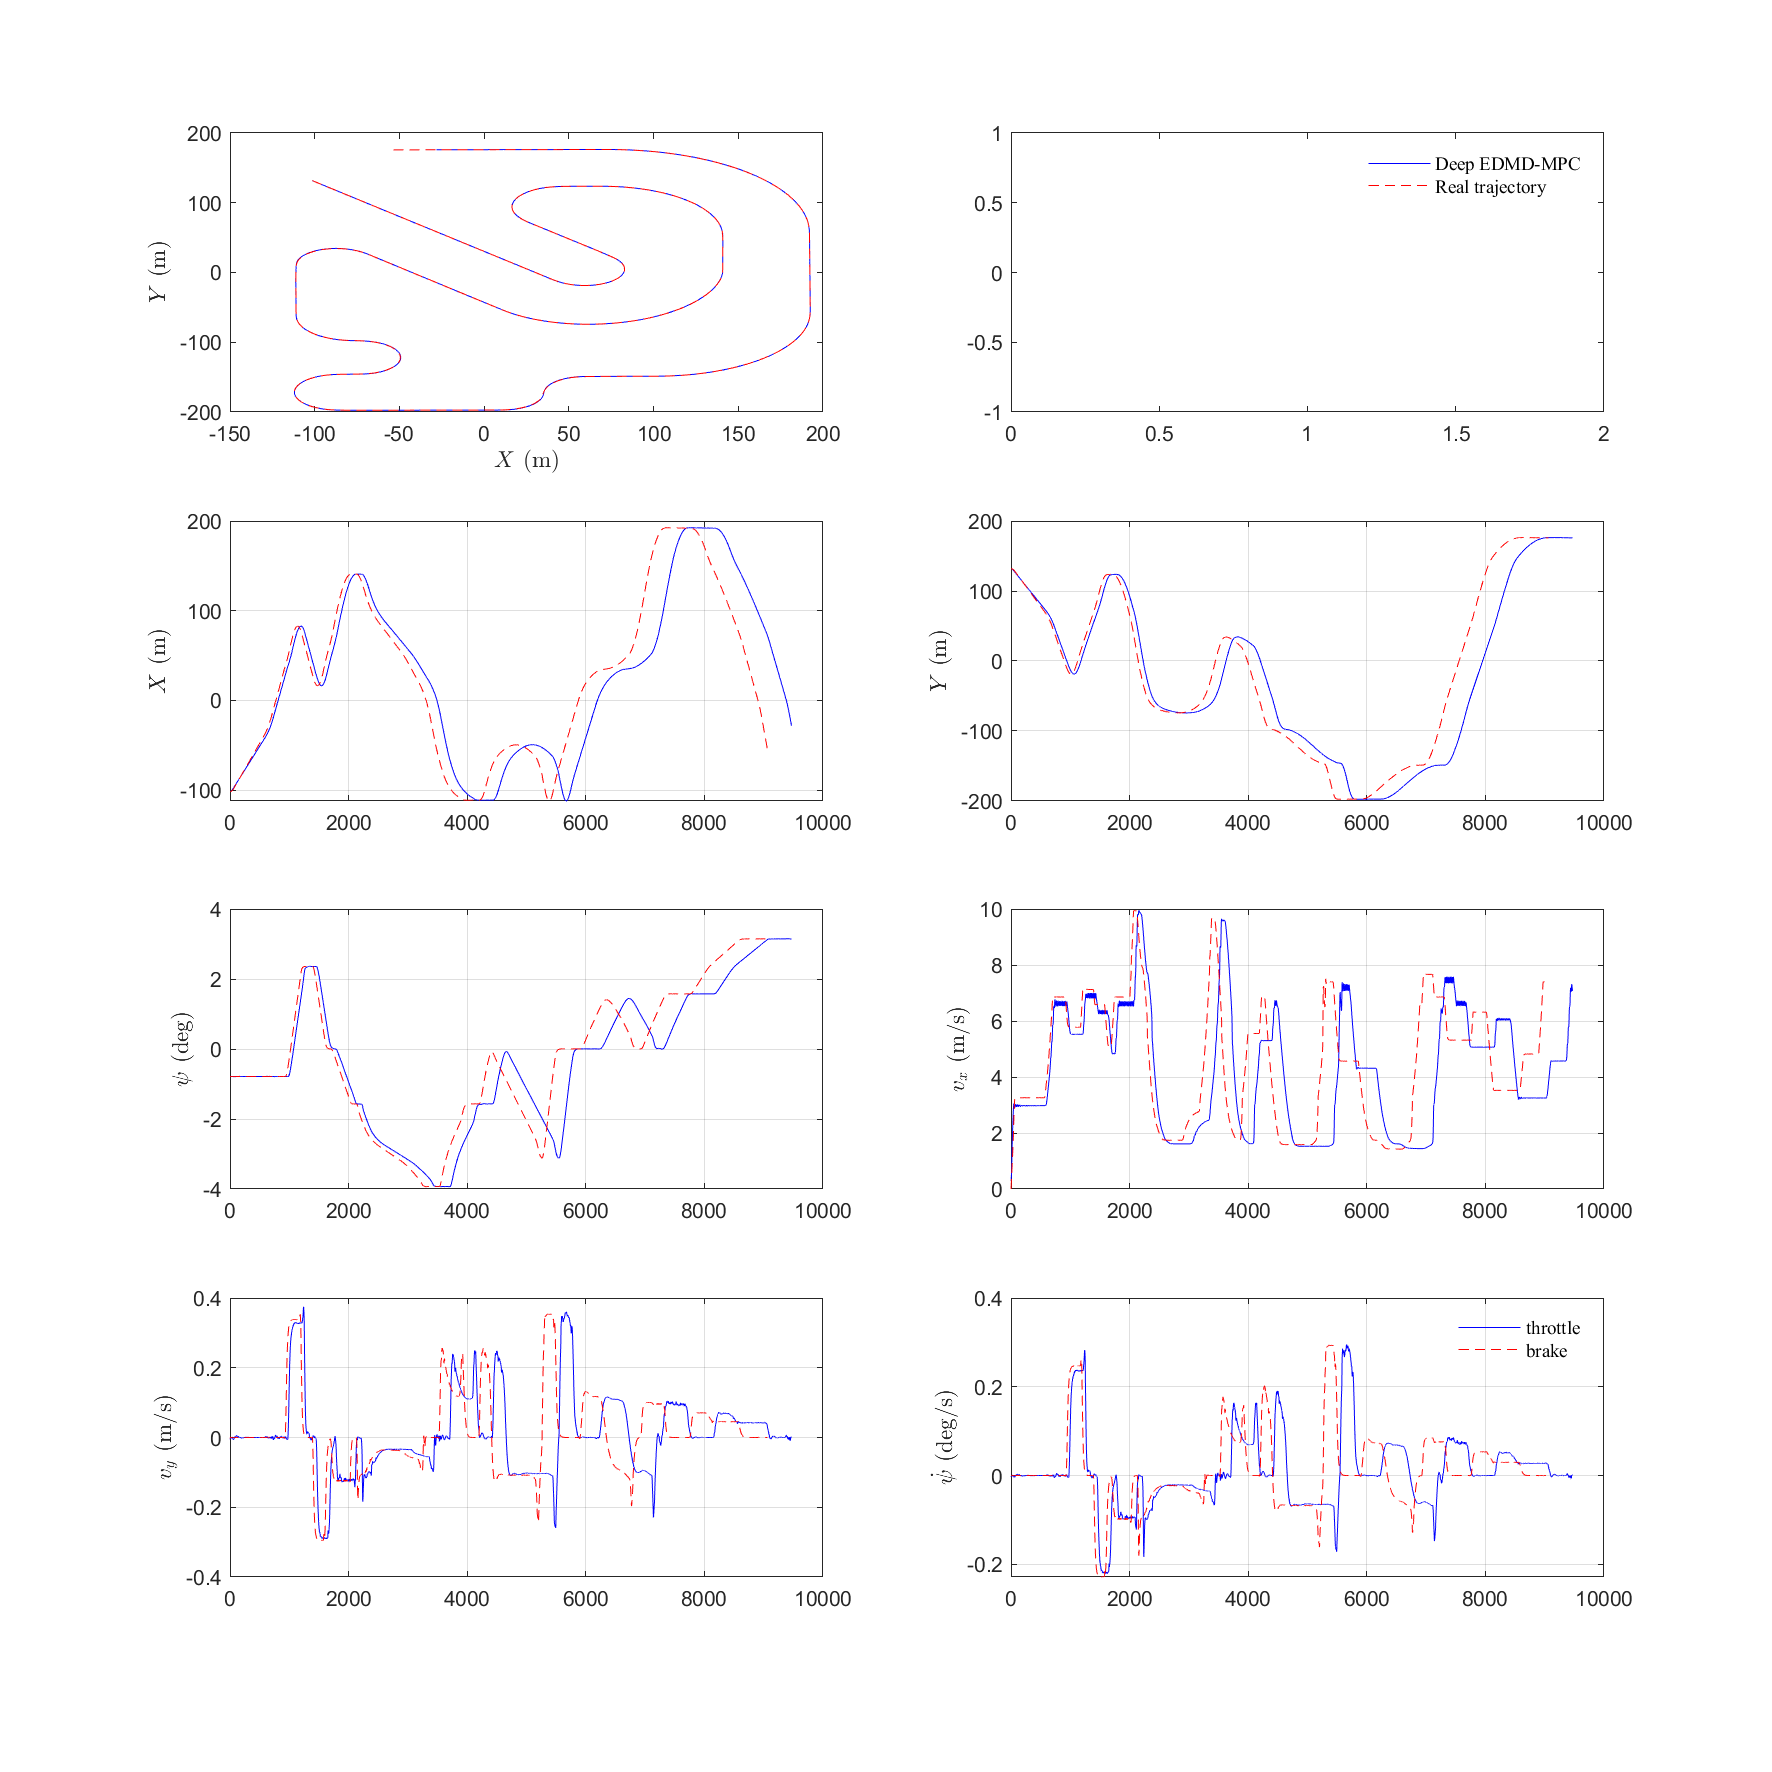 200
100
0
-100
-200
-150 -100 -50 0 50 100 150 200
X (m)
Y (m)
1
0.5
0
-0.5
-1
0 0.5 1 1.5 2
Deep EDMD-MPC
Real trajectory
200
100
0
-100
0 2000 4000 6000 8000 10000
X (m)
200
100
0
-100
-200
0 2000 4000 6000 8000 10000
Y (m)
4
2
0
-2
-4
0 2000 4000 6000 8000 10000
ψ (deg)
10
8
6
4
2
0
0 2000 4000 6000 8000 10000
vₓ (m/s)
0.4
0.2
0
-0.2
-0.4
0 2000 4000 6000 8000 10000
v_y (m/s)
0.4
0.2
0
-0.2
0 2000 4000 6000 8000 10000
ψ̇ (deg/s)
throttle
brake